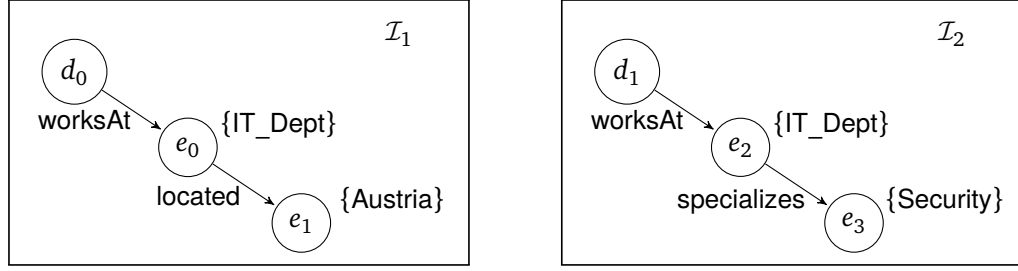 𝓘₁
d₀
worksAt
{IT_Dept}
e₀
located
{Austria}
e₁
𝓘₂
d₁
worksAt
{IT_Dept}
e₂
specializes
{Security}
e₃